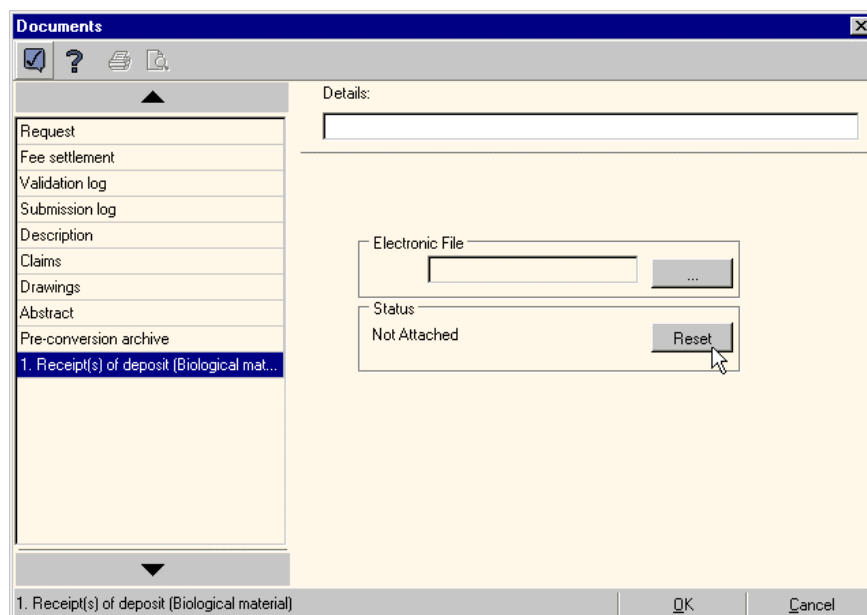 Documents
Details:
Request
Fee settlement
Validation log
Submission log
Description
Claims
Drawings
Abstract
Pre-conversion archive
1. Receipt(s) of deposit (Biological mat...
Electronic File
...
Status
Not Attached
Reset
1. Receipt(s) of deposit (Biological material)
OK
Cancel